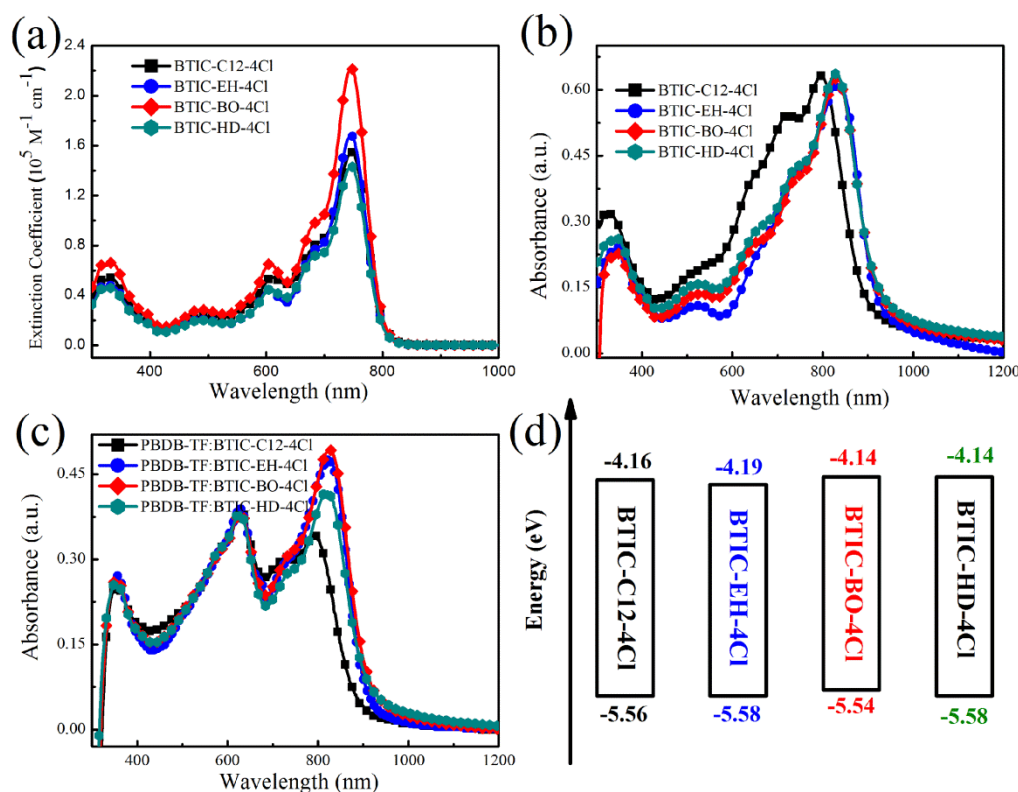 (a)
2.4
2.0
1.6
1.2
0.8
0.4
0.0
Extinction Coefficient (10⁵ M⁻¹ cm⁻¹)
BTIC-C12-4Cl
BTIC-EH-4Cl
BTIC-BO-4Cl
BTIC-HD-4Cl
400 600 800 1000
Wavelength (nm)
(b)
0.60
0.45
0.30
0.15
0.00
Absorbance (a.u.)
BTIC-C12-4Cl
BTIC-EH-4Cl
BTIC-BO-4Cl
BTIC-HD-4Cl
400 600 800 1000 1200
Wavelength (nm)
(c)
0.45
0.30
0.15
0.00
Absorbance (a.u.)
PBDB-TF:BTIC-C12-4Cl
PBDB-TF:BTIC-EH-4Cl
PBDB-TF:BTIC-BO-4Cl
PBDB-TF:BTIC-HD-4Cl
400 600 800 1000 1200
Wavelength (nm)
(d)
Energy (eV)
-4.16 -4.19 -4.14 -4.14
BTIC-C12-4Cl
BTIC-EH-4Cl
BTIC-BO-4Cl
BTIC-HD-4Cl
-5.56 -5.58 -5.54 -5.58